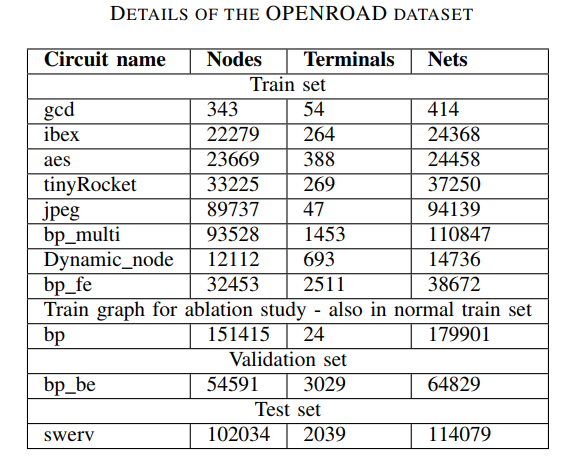 DETAILS OF THE OPENROAD DATASET
Circuit name Nodes Terminals Nets
Train set
gcd 343 54 414
ibex 22279 264 24368
aes 23669 388 24458
tinyRocket 33225 269 37250
jpeg 89737 47 94139
bp_multi 93528 1453 110847
Dynamic_node 12112 693 14736
bp_fe 32453 2511 38672
Train graph for ablation study - also in normal train set
bp 151415 24 179901
Validation set
bp_be 54591 3029 64829
Test set
swerv 102034 2039 114079